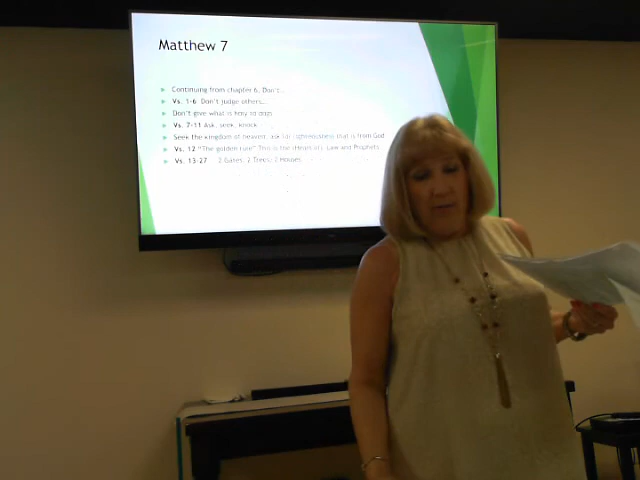 Matthew 7
Continuing from chapter 6, Don't...
Vs. 1-6 Don't judge others...
Don't give what is holy to dogs
Vs. 7-11 Ask, seek, knock
Seek the kingdom of heaven, ask for righteousness that is from God
Vs. 12 "The golden rule" This is the (Heart of): Law and Prophets
Vs. 13-27 2 Gates, 2 Trees, 2 Houses